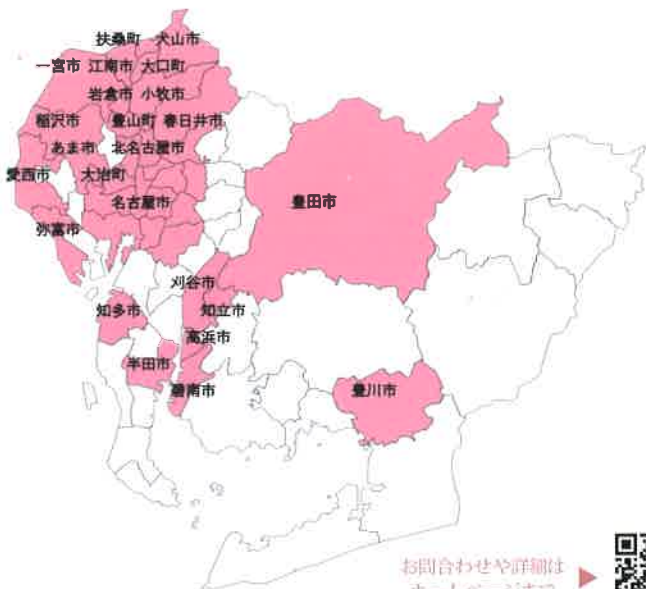 扶桑町 犬山市
一宮市 江南市 大口町
岩倉市 小牧市
稲沢市 豊山町 春日井市
あま市 北名古屋市
愛西市 大治町
名古屋市
豊田市
弥富市
刈谷市
知多市 知立市
高浜市
半田市
碧南市 豊川市
お問合わせや詳細は